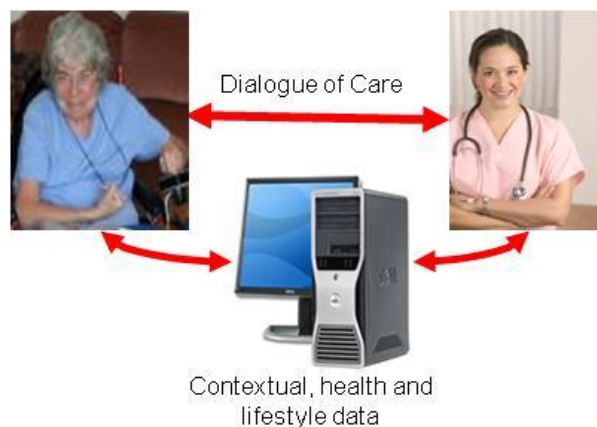 Dialogue of Care
Contextual, health and
lifestyle data